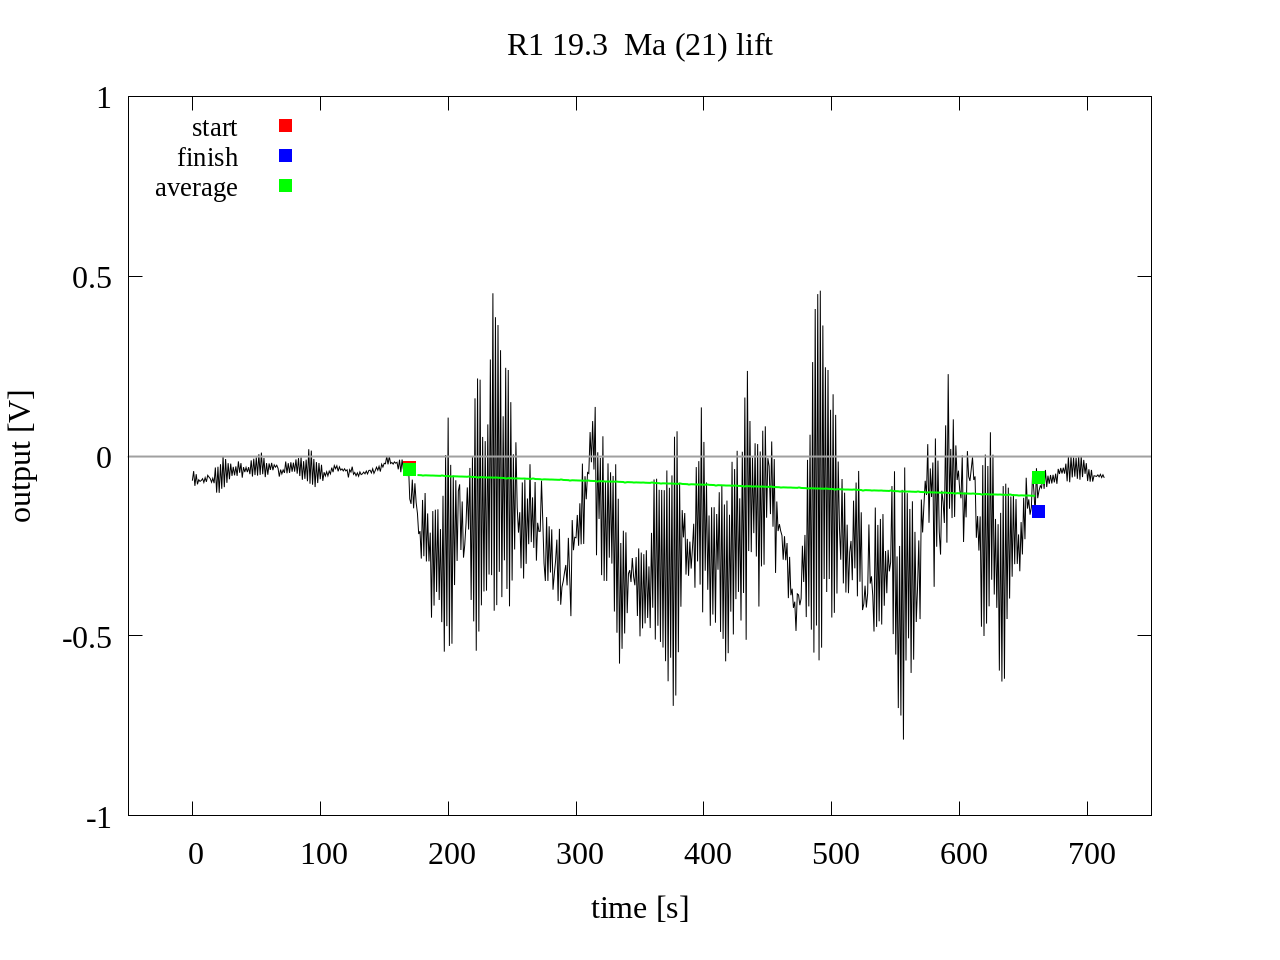 R1 19.3  Ma (21) lift
start
finish
average
1
0.5
0
-0.5
-1
output [V]
0 100 200 300 400 500 600 700
time [s]